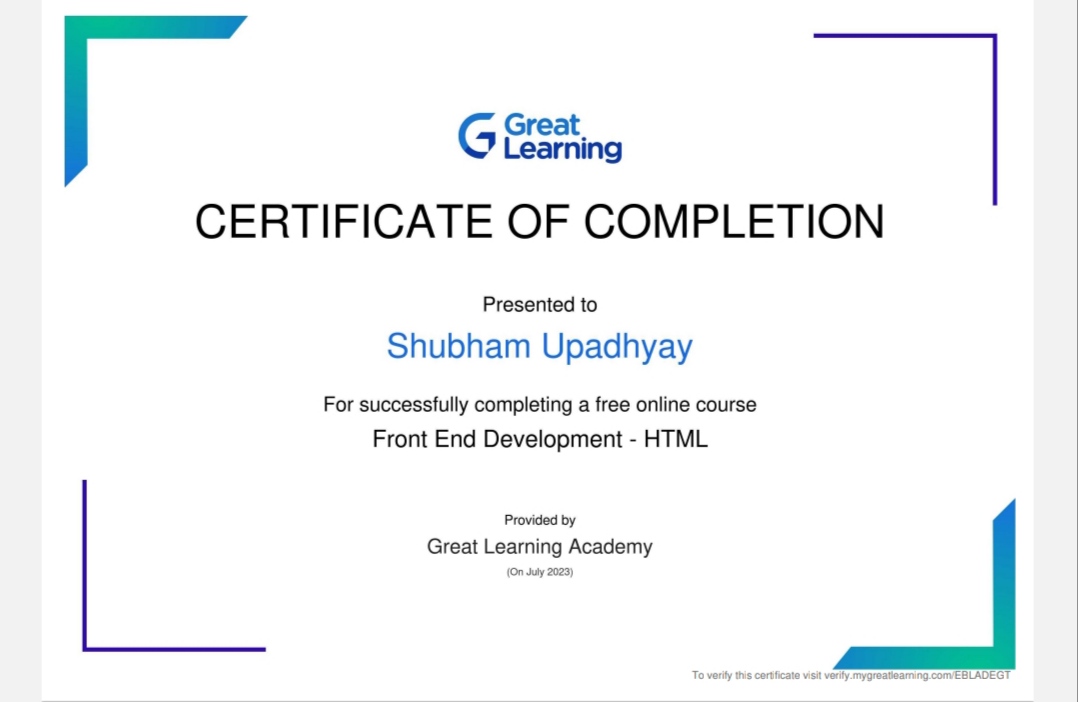 Great
Learning
CERTIFICATE OF COMPLETION
Presented to
Shubham Upadhyay
For successfully completing a free online course
Front End Development - HTML
Provided by
Great Learning Academy
(On July 2023)
To verify this certificate visit verify.mygreatlearning.com/EBLADEGT